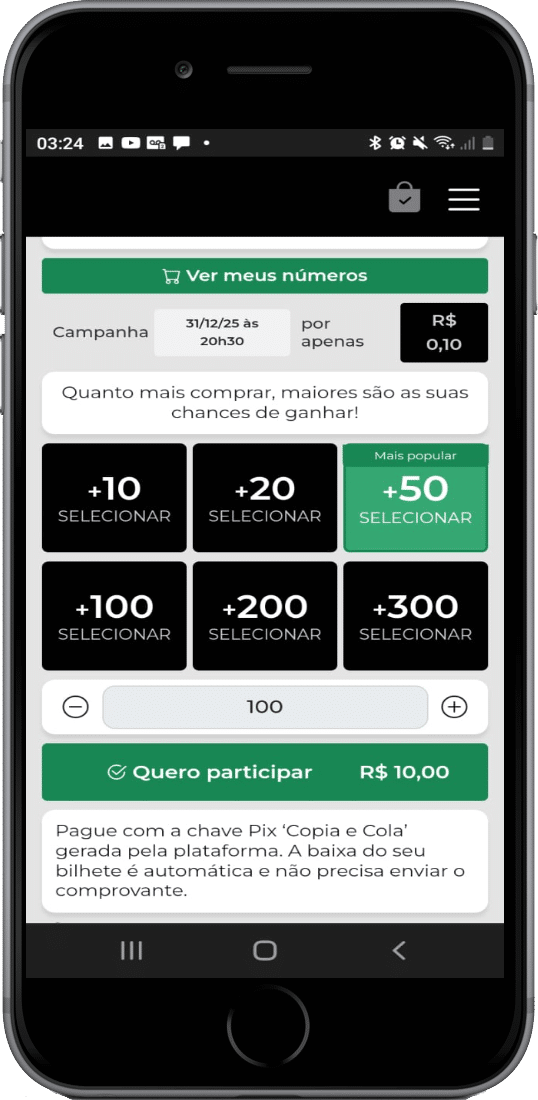 03:24
Ver meus números
Campanha
31/12/25 às
20h30
por
apenas
R$
0,10
Quanto mais comprar, maiores são as suas
chances de ganhar!
+10
SELECIONAR
+20
SELECIONAR
Mais popular
+50
SELECIONAR
+100
SELECIONAR
+200
SELECIONAR
+300
SELECIONAR
100
Quero participar R$ 10,00
Pague com a chave Pix ‘Copia e Cola’
gerada pela plataforma. A baixa do seu
bilhete é automática e não precisa enviar o
comprovante.